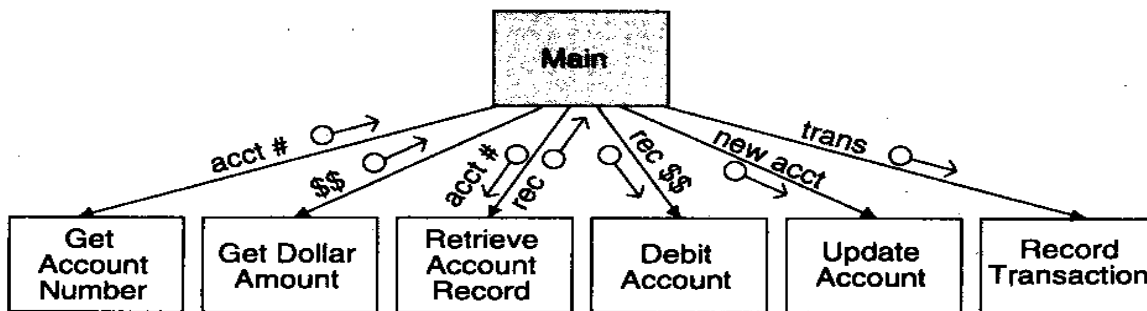 Main
acct #
$$
acct #
rec
rec $$
new acct
trans
Get
Account
Number
Get Dollar
Amount
Retrieve
Account
Record
Debit
Account
Update
Account
Record
Transaction